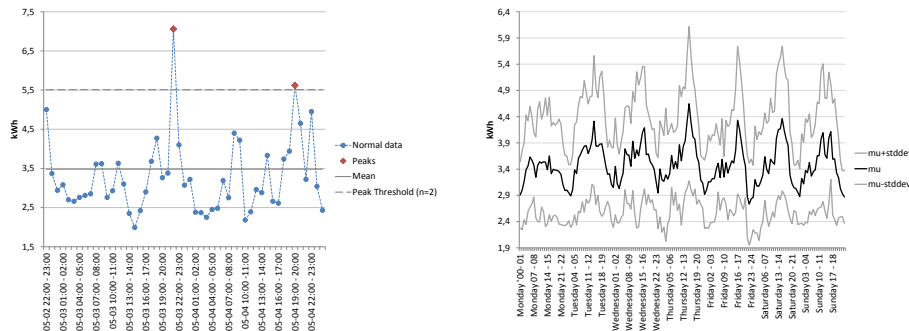 7,5
6,5
5,5
4,5
3,5
2,5
1,5
kWh
05-02 22:00 - 23:00
05-03 01:00 - 02:00
05-03 04:00 - 05:00
05-03 07:00 - 08:00
05-03 10:00 -11:00
05-03 13:00 - 14:00
05-03 16:00 - 17:00
05-03 19:00 - 20:00
05-03 22:00 - 23:00
05-04 01:00 - 02:00
05-04 04:00 - 05:00
05-04 07:00 - 08:00
05-04 10:00 -11:00
05-04 13:00 - 14:00
05-04 16:00 - 17:00
05-04 19:00 - 20:00
05-04 22:00 - 23:00
Normal data
Peaks
Mean
Peak Threshold (n=2)
6,4
5,9
5,4
4,9
4,4
3,9
3,4
2,9
2,4
1,9
kWh
Monday '00-01
Monday 07 - 08
Monday 14 - 15
Monday 21 - 22
Tuesday 04 - 05
Tuesday 11 - 12
Tuesday 18 - 19
Wednesday 01 - 02
Wednesday 08 - 09
Wednesday 15 - 16
Wednesday 22 - 23
Thursday 05 - 06
Thursday 12 - 13
Thursday 19 - 20
Friday 02 - 03
Friday 09 - 10
Friday 16 - 17
Friday 23 - 24
Saturday 06 - 07
Saturday 13 - 14
Saturday 20 - 21
Sunday 03 - 04
Sunday 10 - 11
Sunday 17 - 18
mu+stddev
mu
mu-stddev